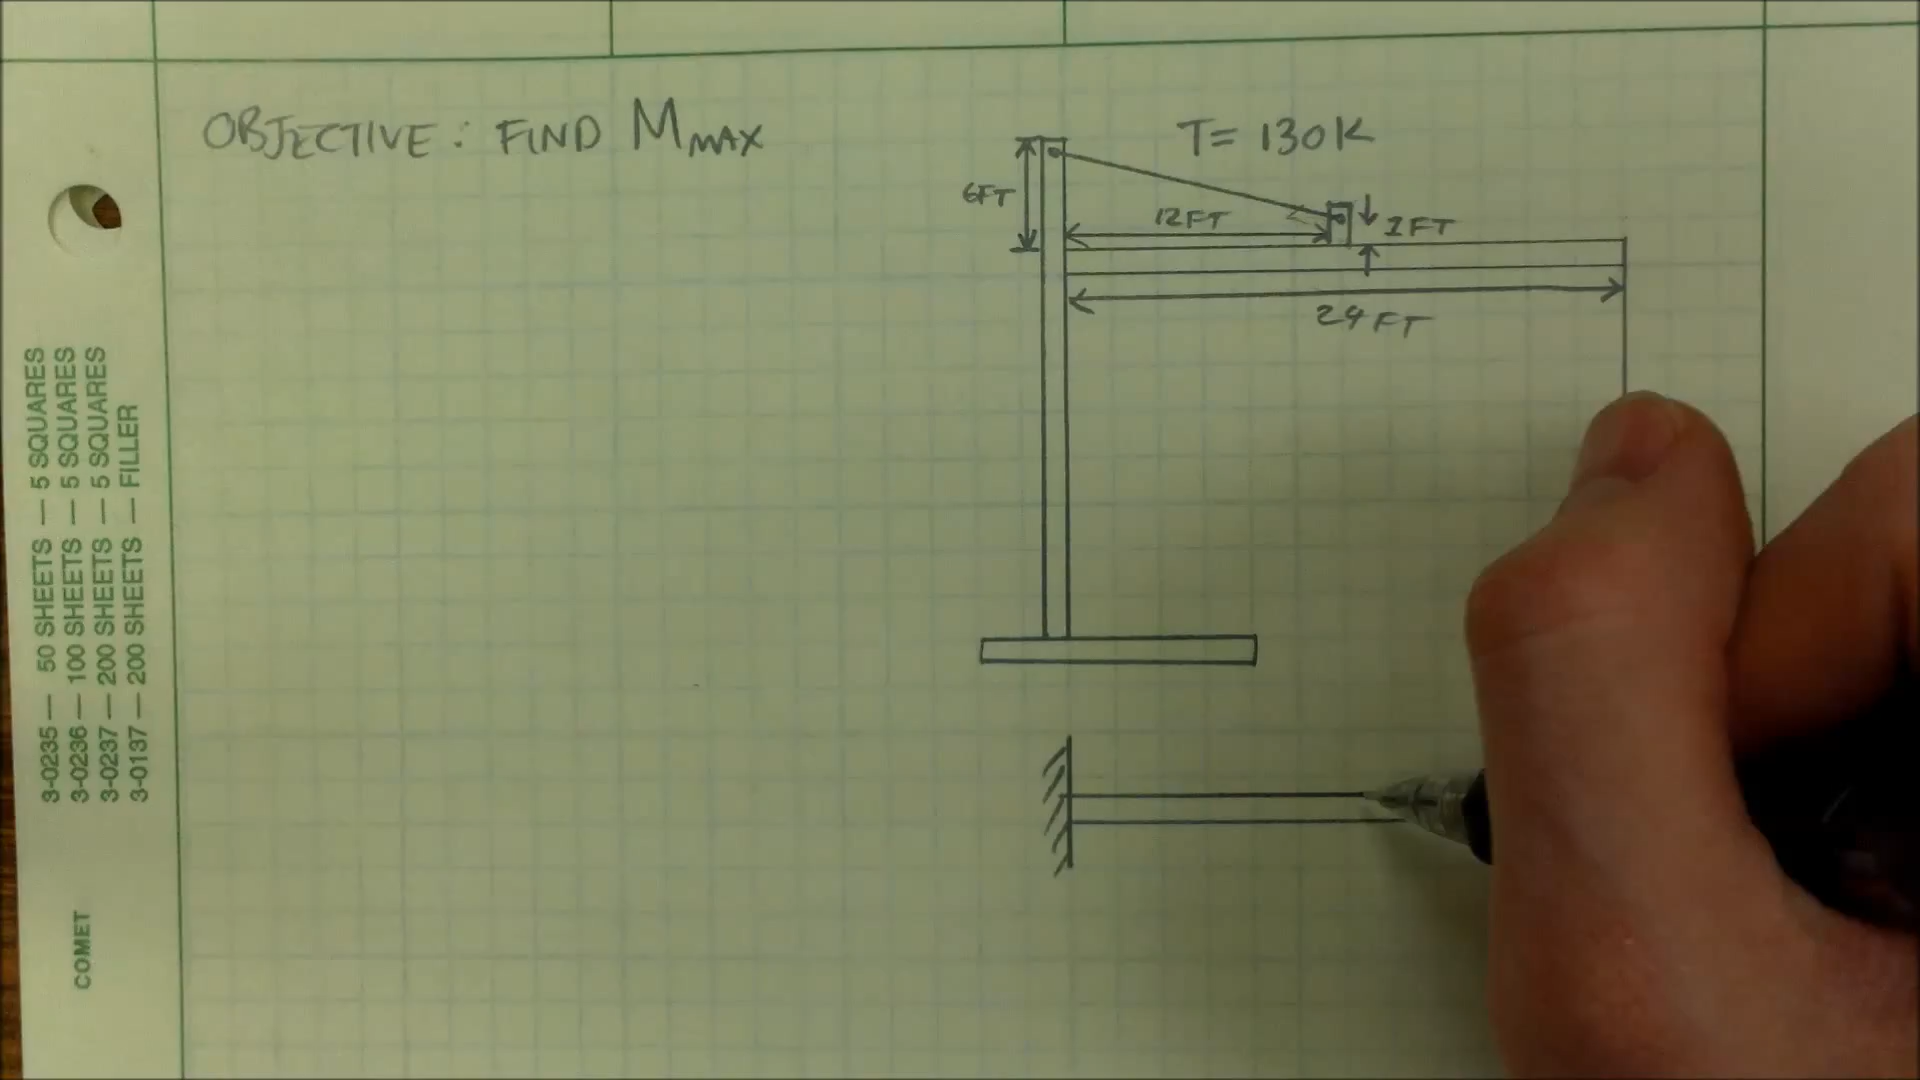 OBJECTIVE: FIND MMAX
T= 130K
6FT
12FT
1FT
24FT
3-0235 — 50 SHEETS — 5 SQUARES
3-0236 — 100 SHEETS — 5 SQUARES
3-0237 — 200 SHEETS — 5 SQUARES
3-0137 — 200 SHEETS — FILLER
COMET